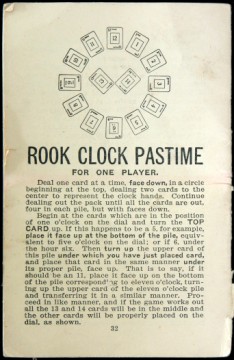 12
ROOK CLOCK PASTIME
FOR ONE PLAYER.
Deal one card at a time, face down, in a circle
beginning at the top, dealing two cards to the
center to represent the clock hands. Continue
dealing out the pack until all the cards are out,
four in each pile, but with faces down.
Begin at the cards which are in the position
of one o'clock on the dial and turn the TOP
CARD up. If this happens to be a 5, for example,
place it face up at the bottom of the pile, equiva-
lent to five o'clock on the dial; or if 6, under
the hour six. Then turn up the upper card of
this pile under which you have just placed card,
and place that card in the same manner under
its proper pile, face up. That is to say, if it
should be an 11, place it face up on the bottom
of the pile correspond'g to eleven o'clock, turn-
ing up the upper card of the eleven o'clock pile
and transferring it in a similar manner. Pro-
ceed in like manner, and if the game works out
all the 13 and 14 cards will be in the middle and
the other cards will be properly placed on the
dial, as shown.
32